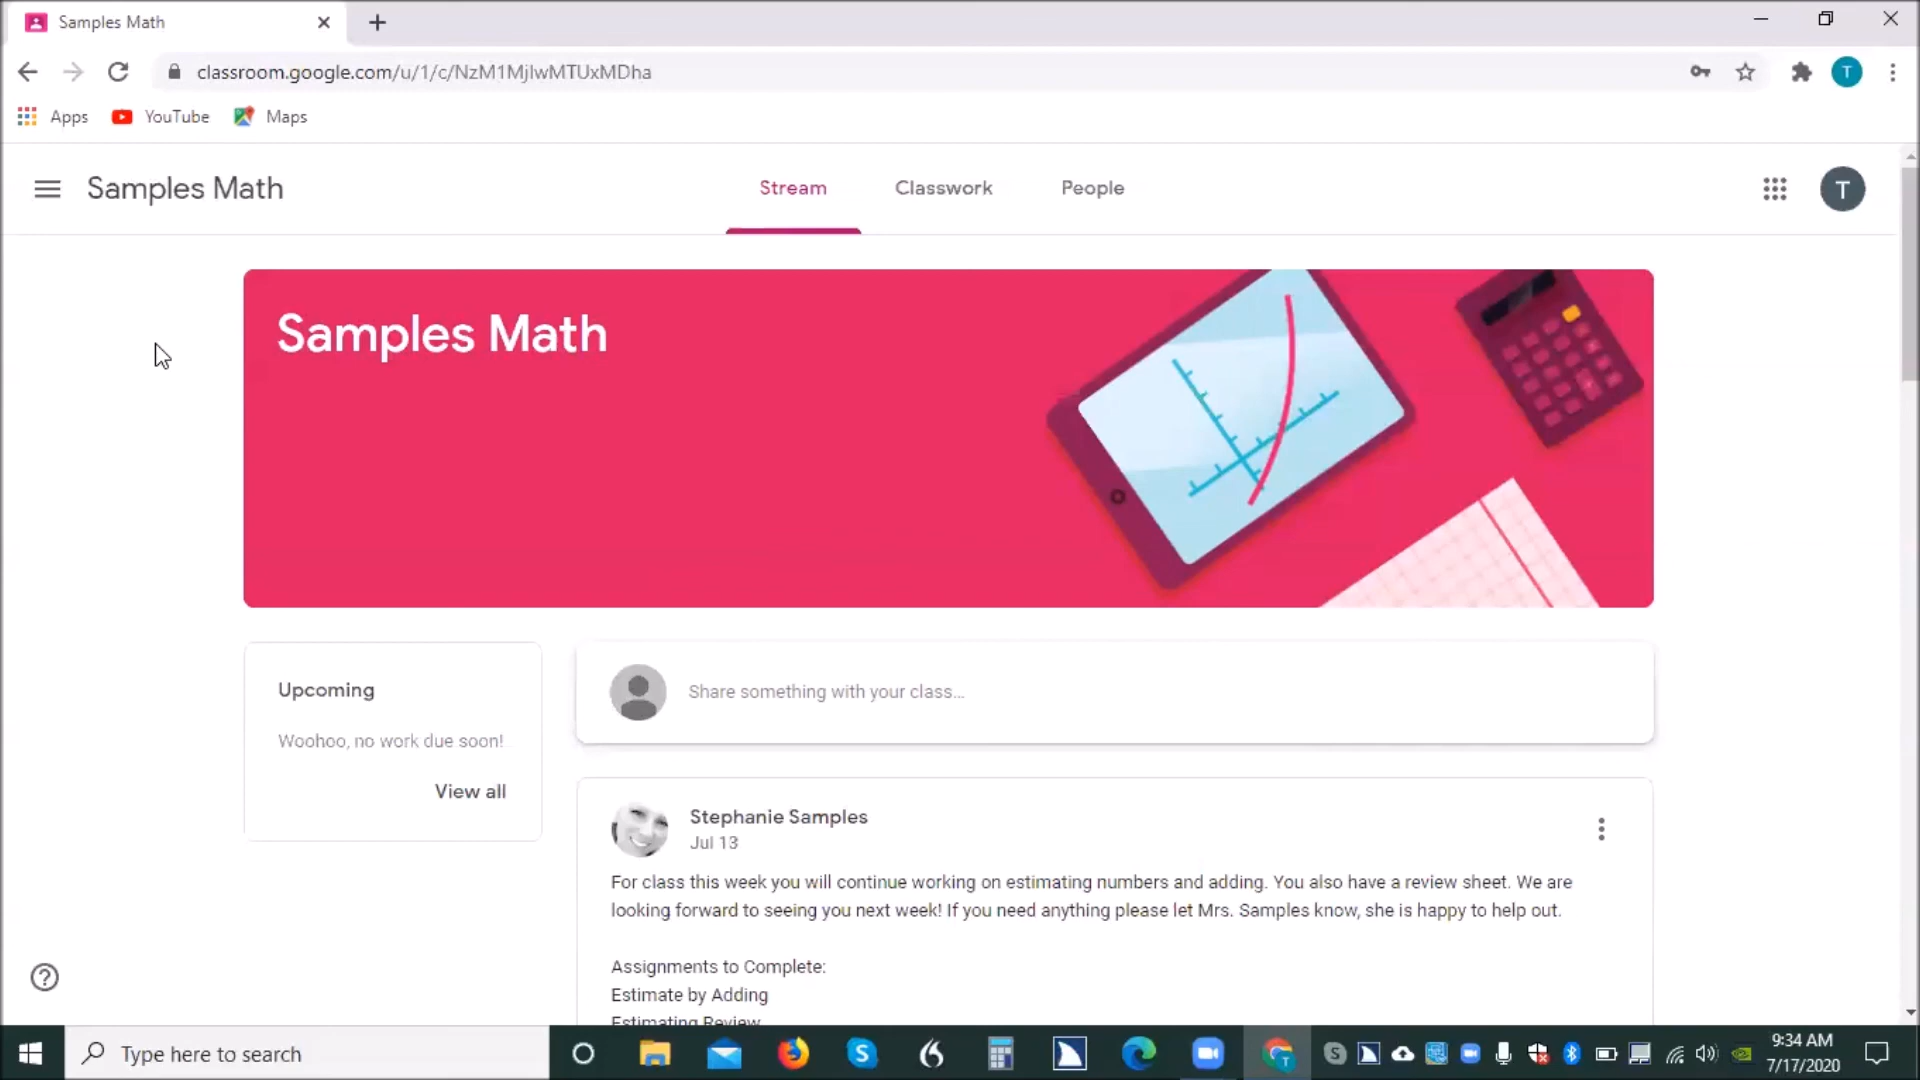 Samples Math
classroom.google.com/u/1/c/NzM1MjIwMTUxMDha
T
Apps YouTube Maps
Samples Math
Stream Classwork People
T
Samples Math
Upcoming
Woohoo, no work due soon!
View all
Share something with your class...
Stephanie Samples
Jul 13
For class this week you will continue working on estimating numbers and adding. You also have a review sheet. We are
looking forward to seeing you next week! If you need anything please let Mrs. Samples know, she is happy to help out.
Assignments to Complete:
Estimate by Adding
Estimating Review
Type here to search
9:34 AM
7/17/2020